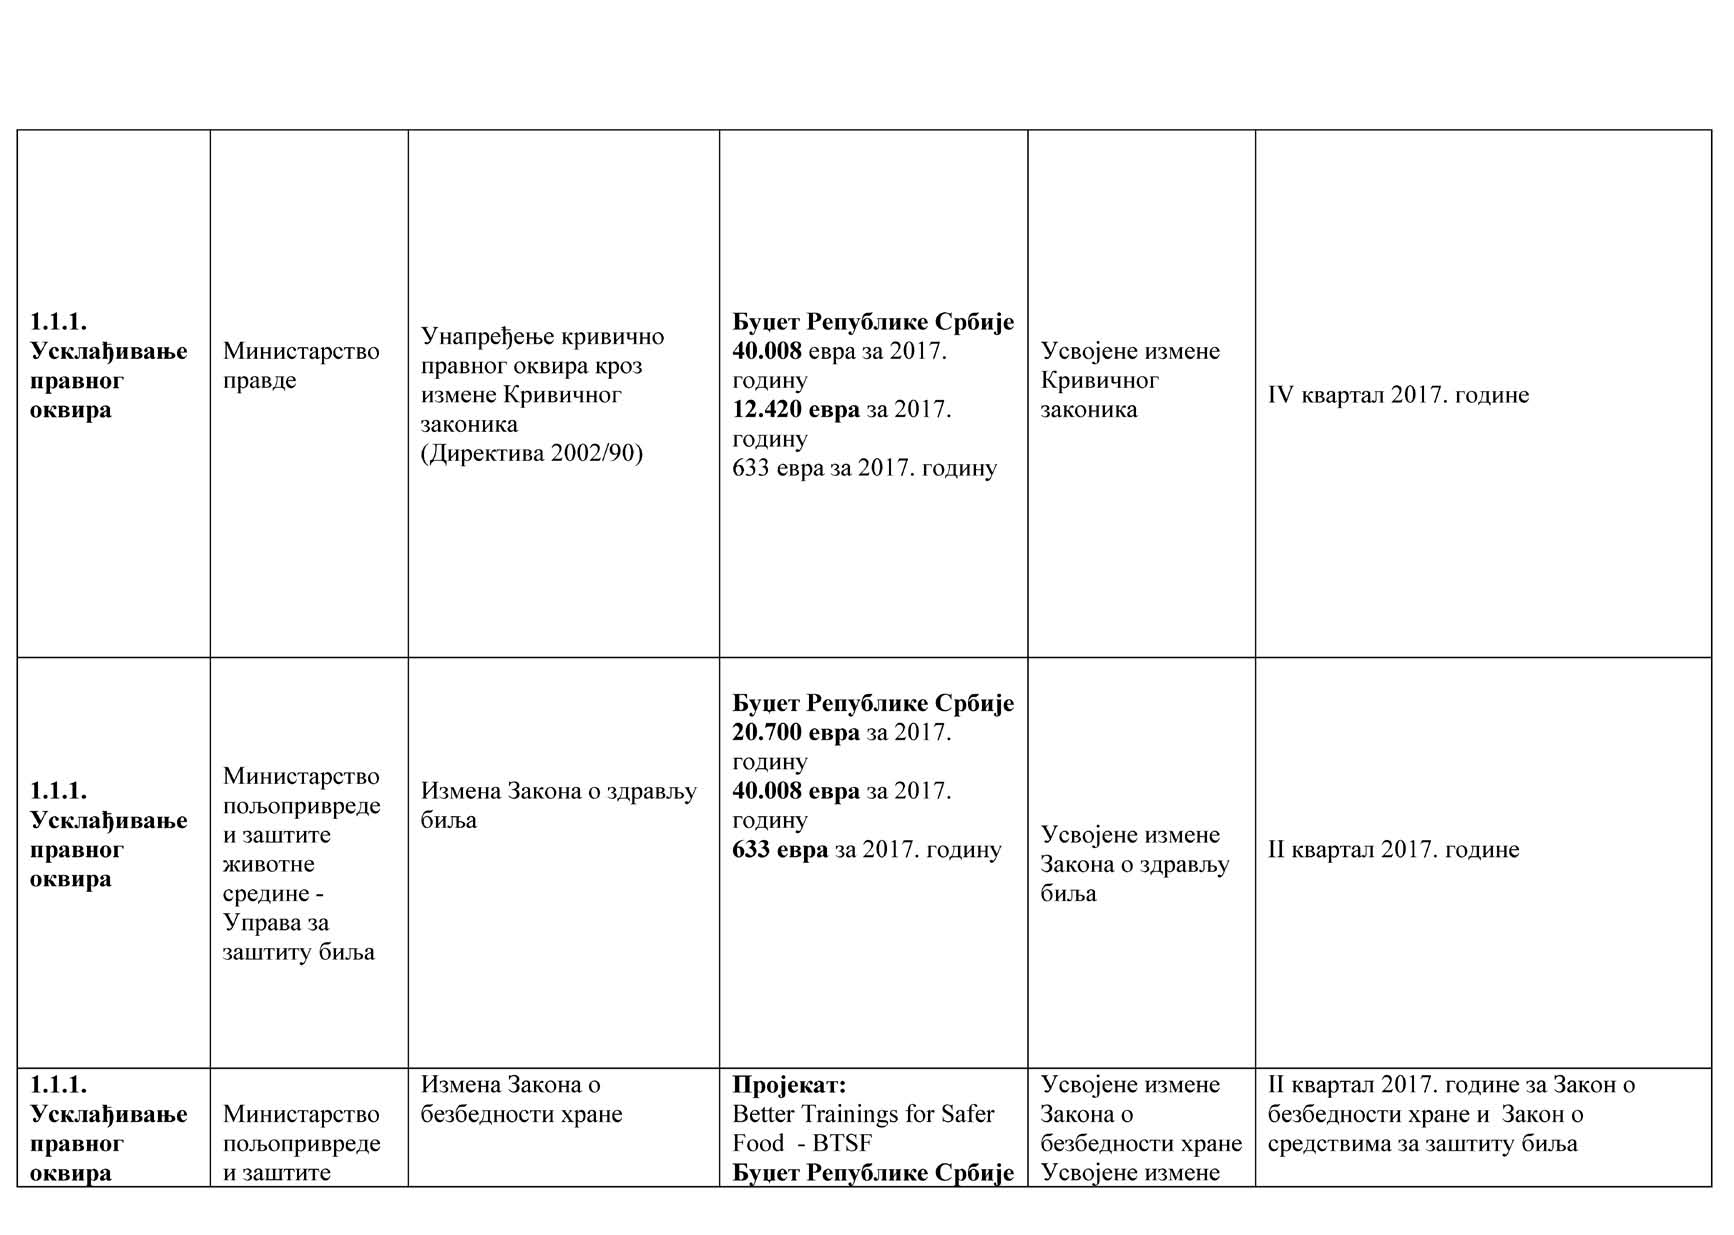 1.1.1.
Усклађивање
правног
оквира
Министарство
правде
Унапређење кривично
правног оквира кроз
измене Кривичног
законика
(Директива 2002/90)
Буџет Републике Србије
40.008 евра за 2017.
годину
12.420 евра за 2017.
годину
633 евра за 2017. годину
Усвојене измене
Кривичног
законика
IV квартал 2017. године
1.1.1.
Усклађивање
правног
оквира
Министарство
пољопривреде
и заштите
животне
средине -
Управа за
заштиту биља
Измена Закона о здрављу
биља
Буџет Републике Србије
20.700 евра за 2017.
годину
40.008 евра за 2017.
годину
633 евра за 2017. годину
Усвојене измене
Закона о здрављу
биља
II квартал 2017. године
1.1.1.
Усклађивање
правног
оквира
Министарство
пољопривреде
и заштите
Измена Закона о
безбедности хране
Пројекат:
Better Trainings for Safer
Food - BTSF
Буџет Републике Србије
Усвојене измене
Закона о
безбедности хране
Усвојене измене
II квартал 2017. године за Закон о
безбедности хране и Закон о
средствима за заштиту биља